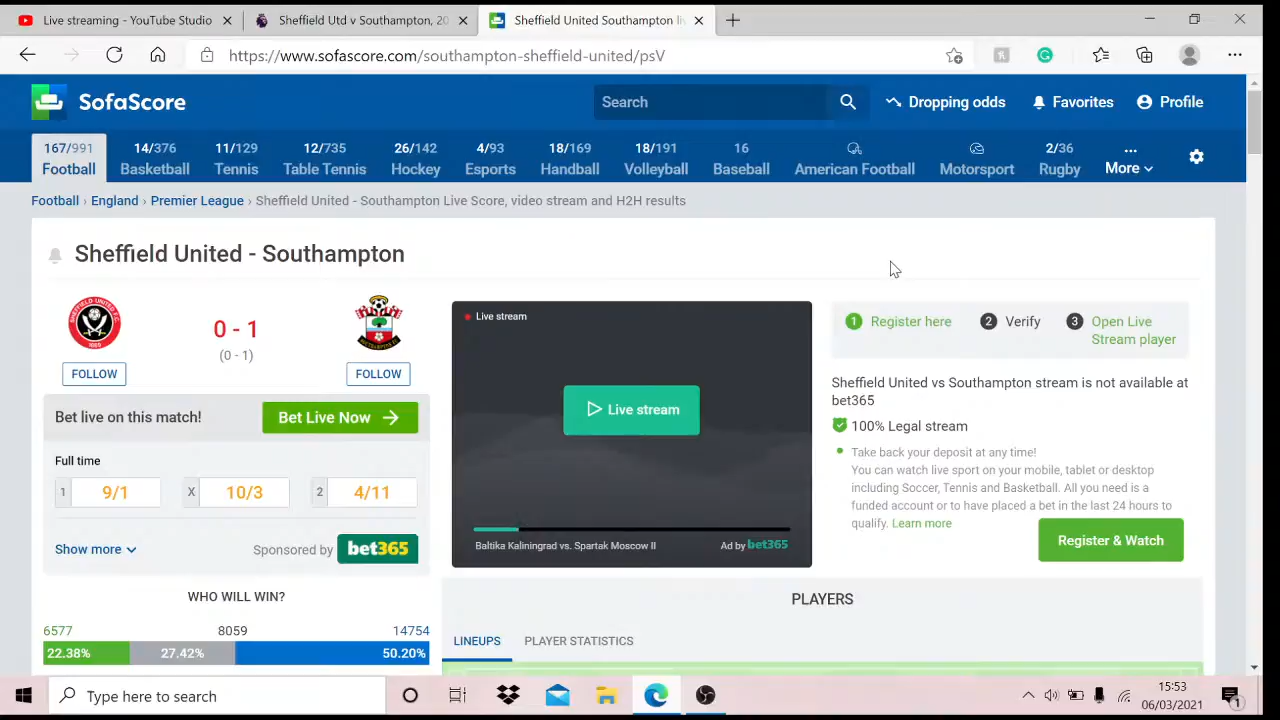 Live streaming - YouTube Studio
Sheffield Utd v Southampton, 20
Sheffield United Southampton li
https://www.sofascore.com/southampton-sheffield-united/psV
SofaScore
Search
Dropping odds
Favorites
Profile
167/991
Football
14/376
Basketball
11/129
Tennis
12/735
Table Tennis
26/142
Hockey
4/93
Esports
18/169
Handball
18/191
Volleyball
16
Baseball
American Football
Motorsport
2/36
Rugby
More
Football › England › Premier League › Sheffield United - Southampton Live Score, video stream and H2H results
Sheffield United - Southampton
0 - 1
(0 - 1)
FOLLOW
FOLLOW
Bet live on this match!
Bet Live Now
Full time
1 9/1
X 10/3
2 4/11
Show more
Sponsored by bet365
WHO WILL WIN?
6577 8059 14754
22.38% 27.42% 50.20%
Live stream
Live stream
Baltika Kaliningrad vs. Spartak Moscow II
Ad by bet365
1 Register here
2 Verify
3 Open Live
Stream player
Sheffield United vs Southampton stream is not available at
bet365
100% Legal stream
Take back your deposit at any time!
You can watch live sport on your mobile, tablet or desktop
including Soccer, Tennis and Basketball. All you need is a
funded account or to have placed a bet in the last 24 hours to
qualify. Learn more
Register & Watch
PLAYERS
LINEUPS
PLAYER STATISTICS
Type here to search
15:53
06/03/2021
1